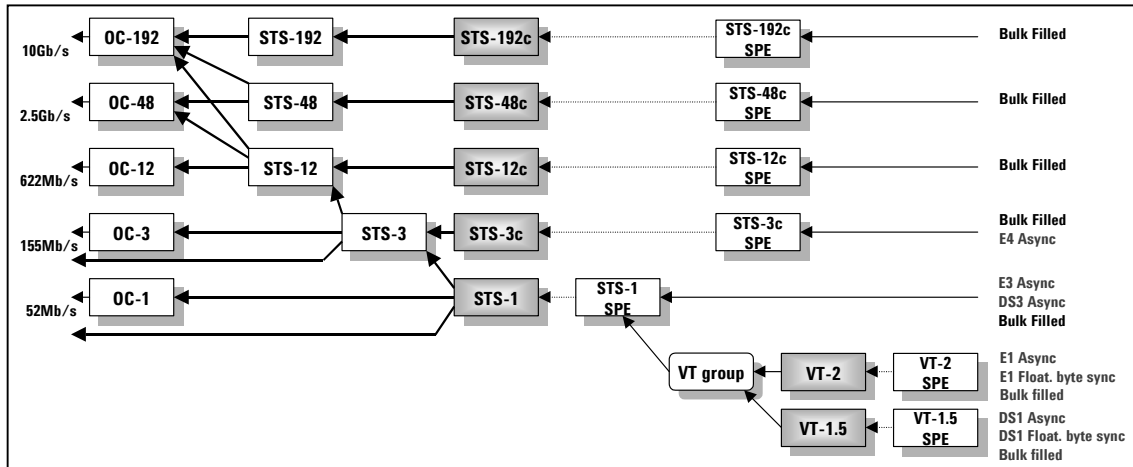 OC-192 STS-192 STS-192c STS-192c SPE Bulk Filled
10Gb/s
OC-48 STS-48 STS-48c STS-48c SPE Bulk Filled
2.5Gb/s
OC-12 STS-12 STS-12c STS-12c SPE Bulk Filled
622Mb/s
OC-3 STS-3 STS-3c STS-3c SPE Bulk Filled
E4 Async
155Mb/s
OC-1 STS-1 STS-1 SPE E3 Async
52Mb/s DS3 Async
Bulk Filled
VT group VT-2 VT-2 SPE E1 Async
E1 Float. byte sync
Bulk filled
VT-1.5 VT-1.5 SPE DS1 Async
DS1 Float. byte sync
Bulk filled